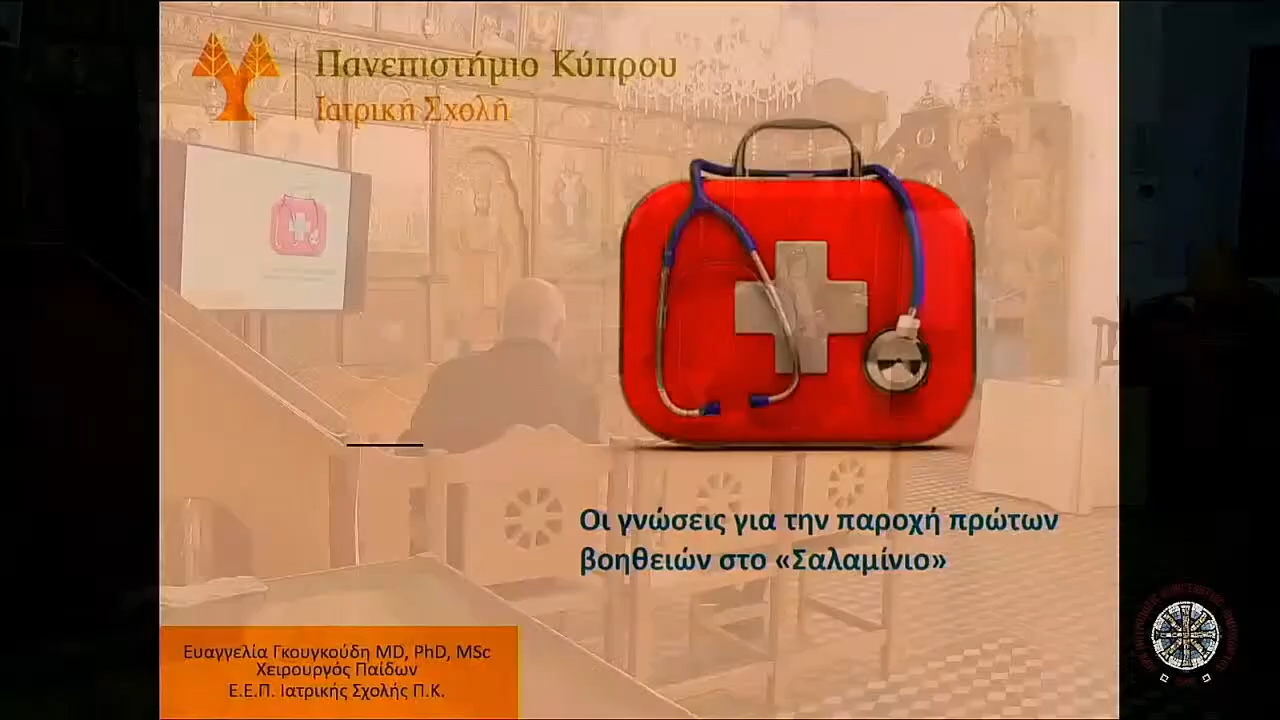 Πανεπιστήμιο Κύπρου
Ιατρική Σχολή
Οι γνώσεις για την παροχή πρώτων
βοηθειών στο «Σαλαμίνιο»
Ευαγγελία Γκουγκούδη MD, PhD, MSc
Χειρουργός Παίδων
Ε.Ε.Π. Ιατρικής Σχολής Π.Κ.